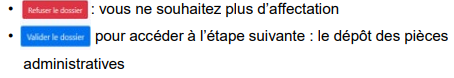 • Refuser le dossier : vous ne souhaitez plus d’affectation
• Valider le dossier pour accéder à l’étape suivante : le dépôt des pièces
administratives